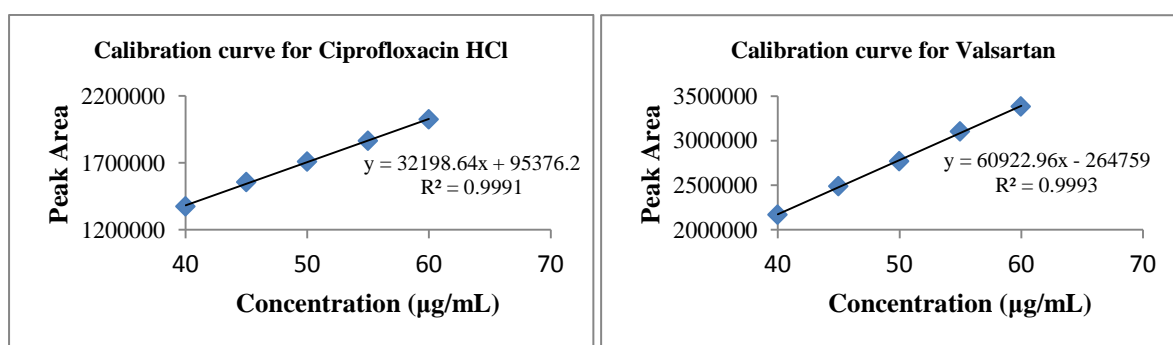 Calibration curve for Ciprofloxacin HCl
Peak Area
2200000
1700000
1200000
y = 32198.64x + 95376.2
R² = 0.9991
40 50 60 70
Concentration (µg/mL)
Calibration curve for Valsartan
Peak Area
3500000
3000000
2500000
2000000
y = 60922.96x - 264759
R² = 0.9993
40 50 60 70
Concentration (µg/mL)